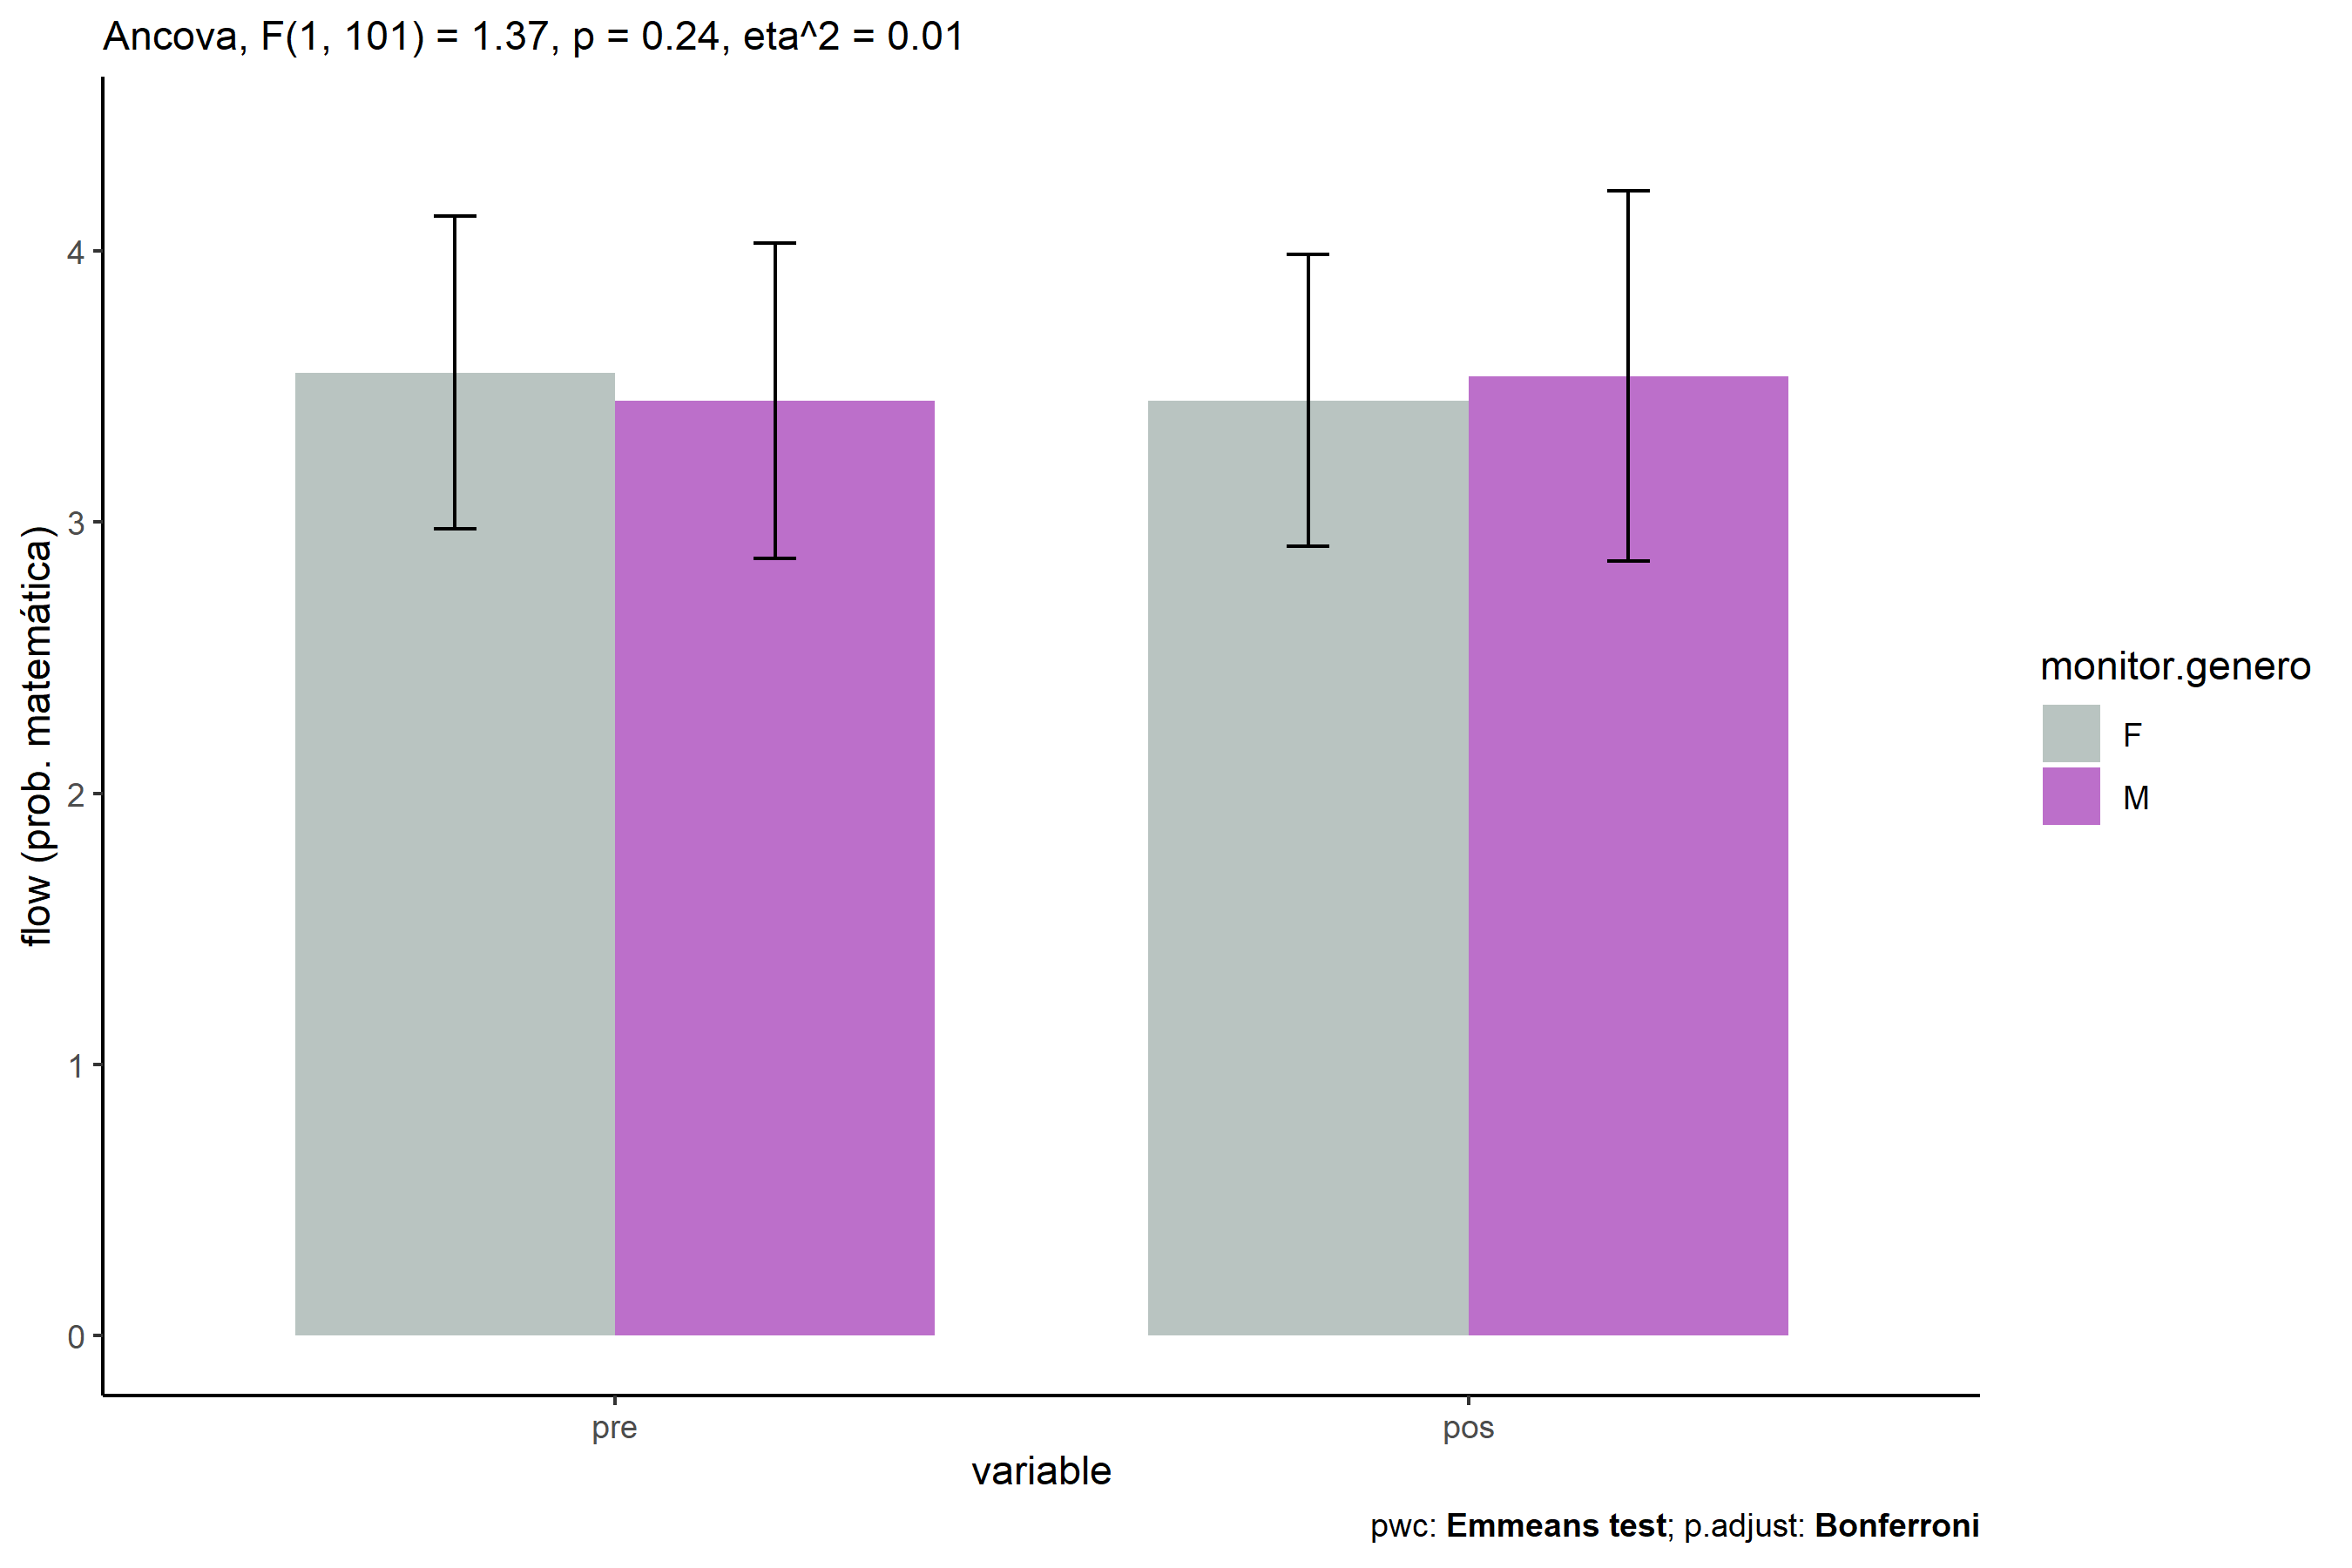 Ancova, F(1, 101) = 1.37, p = 0.24, eta^2 = 0.01
flow (prob. matemática)
4
3
2
1
0
pre
pos
variable
monitor.genero
F
M
pwc: Emmeans test; p.adjust: Bonferroni